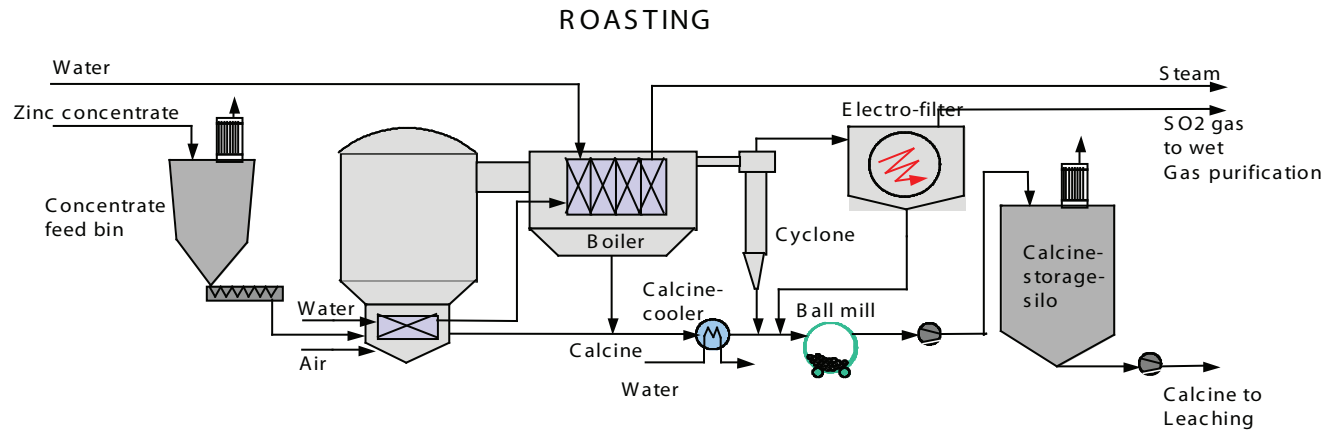 ROASTING
Water
Steam
Zinc concentrate
Electro-filter
SO2 gas
to wet
Gas purification
Concentrate
feed bin
Boiler
Cyclone
Calcine-
storage-
silo
Water
Calcine-
cooler
Ball mill
Air
Calcine
Water
Calcine to
Leaching